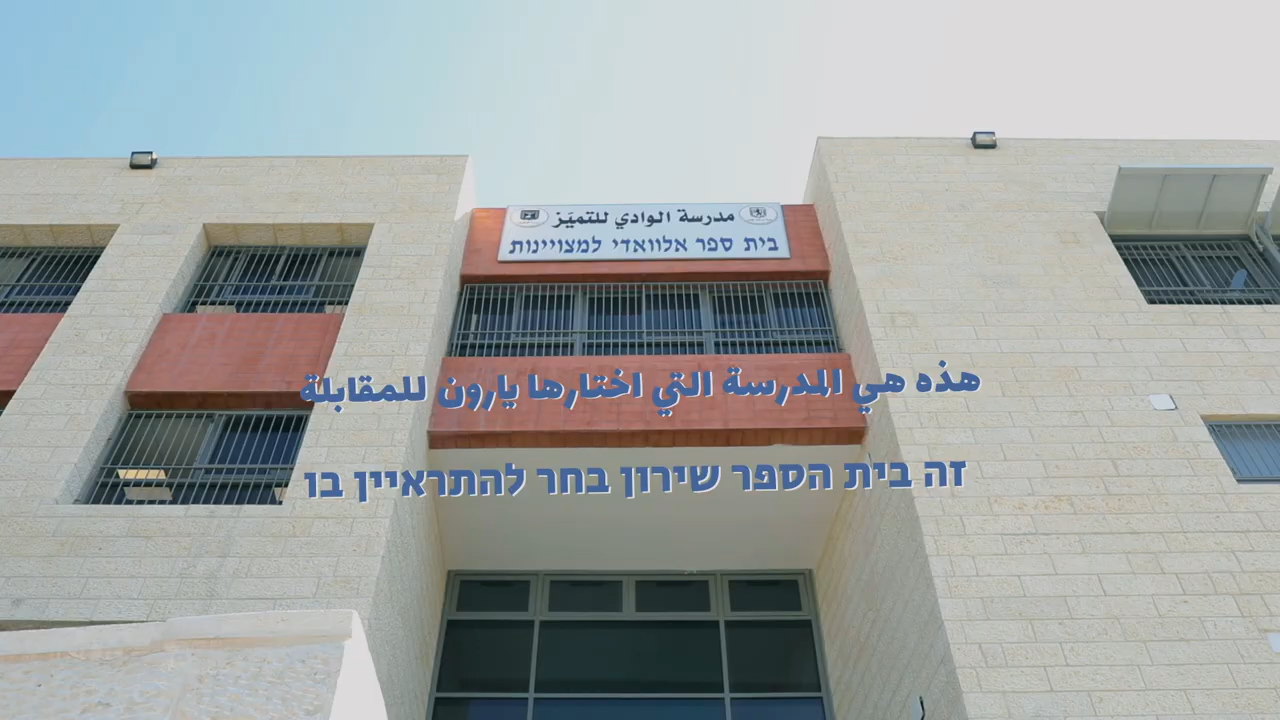 مدرسة الوادي للتميّز
בית ספר אלוואדי למצויינות
هذه هي المدرسة التي اختارها يارون للمقابلة
זה בית הספר שירון בחר להתראיין בו